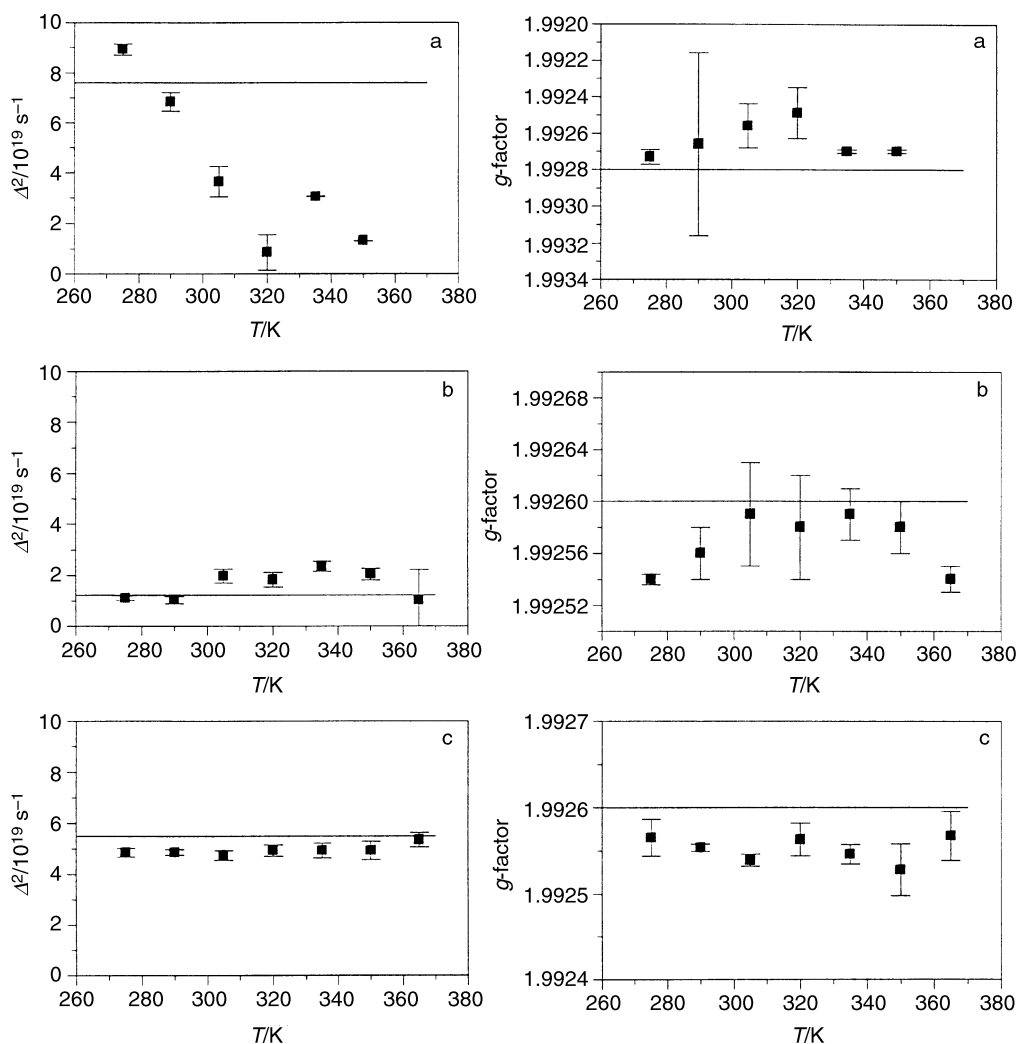 10
8
6
4
2
0
Δ²/10¹⁹ s⁻¹
a
260 280 300 320 340 360 380
T/K
1.9920
1.9922
1.9924
1.9926
1.9928
1.9930
1.9932
1.9934
g-factor
a
260 280 300 320 340 360 380
T/K
10
8
6
4
2
0
Δ²/10¹⁹ s⁻¹
b
260 280 300 320 340 360 380
T/K
1.99268
1.99264
1.99260
1.99256
1.99252
g-factor
b
260 280 300 320 340 360 380
T/K
10
8
6
4
2
0
Δ²/10¹⁹ s⁻¹
c
260 280 300 320 340 360 380
T/K
1.9927
1.9926
1.9925
1.9924
g-factor
c
260 280 300 320 340 360 380
T/K